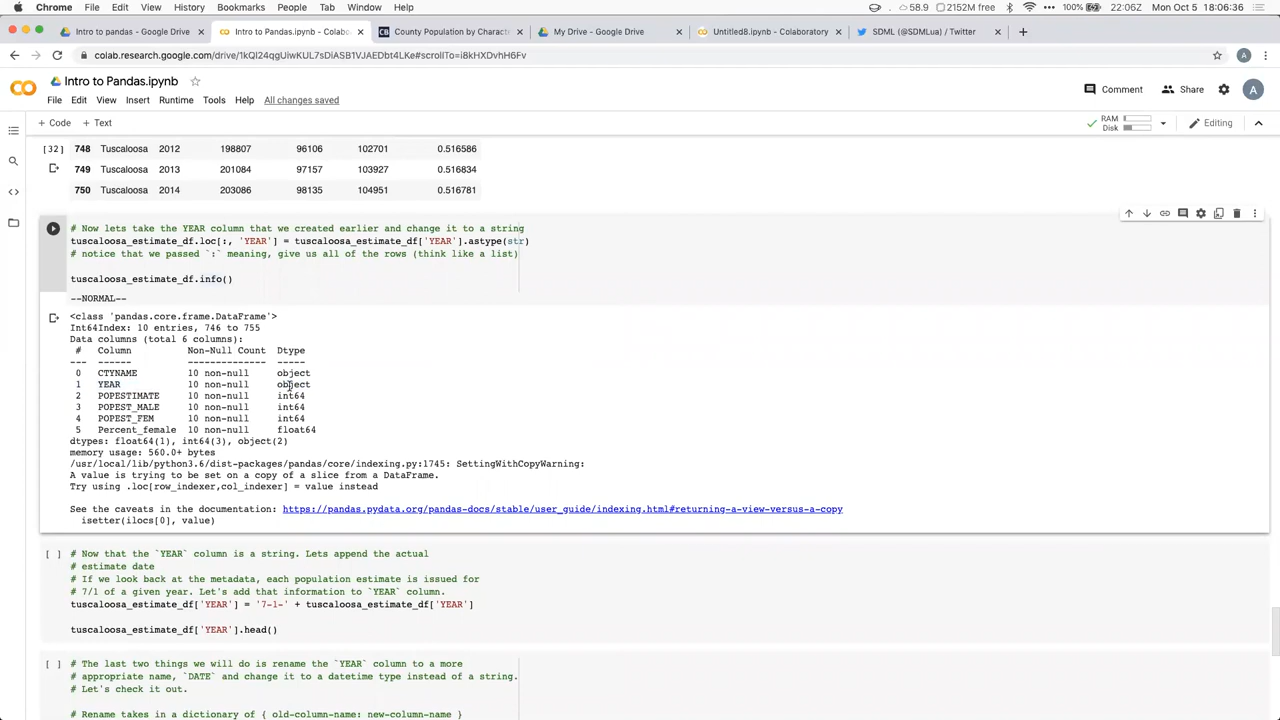 Chrome File Edit View History Bookmarks People Tab Window Help 58.9 2152M free 100% 22:06Z Mon Oct 5 18:06:36
Intro to pandas - Google Drive Intro to Pandas.ipynb - Colabo County Population by Charact My Drive - Google Drive Untitled8.ipynb - Colaboratory SDML (@SDMLua) / Twitter
colab.research.google.com/drive/1kQl24qgUiwKUL7sDiASB1VJAEDbt4LKe#scrollTo=i8kHXDvhH6Fv A
Intro to Pandas.ipynb
Comment Share A
File Edit View Insert Runtime Tools Help All changes saved
+ Code + Text RAM Disk Editing
[32] 748 Tuscaloosa 2012 198807 96106 102701 0.516586
749 Tuscaloosa 2013 201084 97157 103927 0.516834
750 Tuscaloosa 2014 203086 98135 104951 0.516781
# Now lets take the YEAR column that we created earlier and change it to a string
tuscaloosa_estimate_df.loc[:, 'YEAR'] = tuscaloosa_estimate_df['YEAR'].astype(str)
# notice that we passed `:` meaning, give us all of the rows (think like a list)
tuscaloosa_estimate_df.info()
--NORMAL--
<class 'pandas.core.frame.DataFrame'>
Int64Index: 10 entries, 746 to 755
Data columns (total 6 columns):
# Column Non-Null Count Dtype
--- ------ -------------- -----
0 CTYNAME 10 non-null object
1 YEAR 10 non-null object
2 POPESTIMATE 10 non-null int64
3 POPEST_MALE 10 non-null int64
4 POPEST_FEM 10 non-null int64
5 Percent_female 10 non-null float64
dtypes: float64(1), int64(3), object(2)
memory usage: 560.0+ bytes
/usr/local/lib/python3.6/dist-packages/pandas/core/indexing.py:1745: SettingWithCopyWarning:
A value is trying to be set on a copy of a slice from a DataFrame.
Try using .loc[row_indexer,col_indexer] = value instead
See the caveats in the documentation: https://pandas.pydata.org/pandas-docs/stable/user_guide/indexing.html#returning-a-view-versus-a-copy
isetter(ilocs[0], value)
[ ] # Now that the `YEAR` column is a string. Lets append the actual
# estimate date
# If we look back at the metadata, each population estimate is issued for
# 7/1 of a given year. Let's add that information to `YEAR` column.
tuscaloosa_estimate_df['YEAR'] = '7-1-' + tuscaloosa_estimate_df['YEAR']
tuscaloosa_estimate_df['YEAR'].head()
[ ] # The last two things we will do is rename the `YEAR` column to a more
# appropriate name, `DATE` and change it to a datetime type instead of a string.
# Let's check it out.
# Rename takes in a dictionary of { old-column-name: new-column-name }